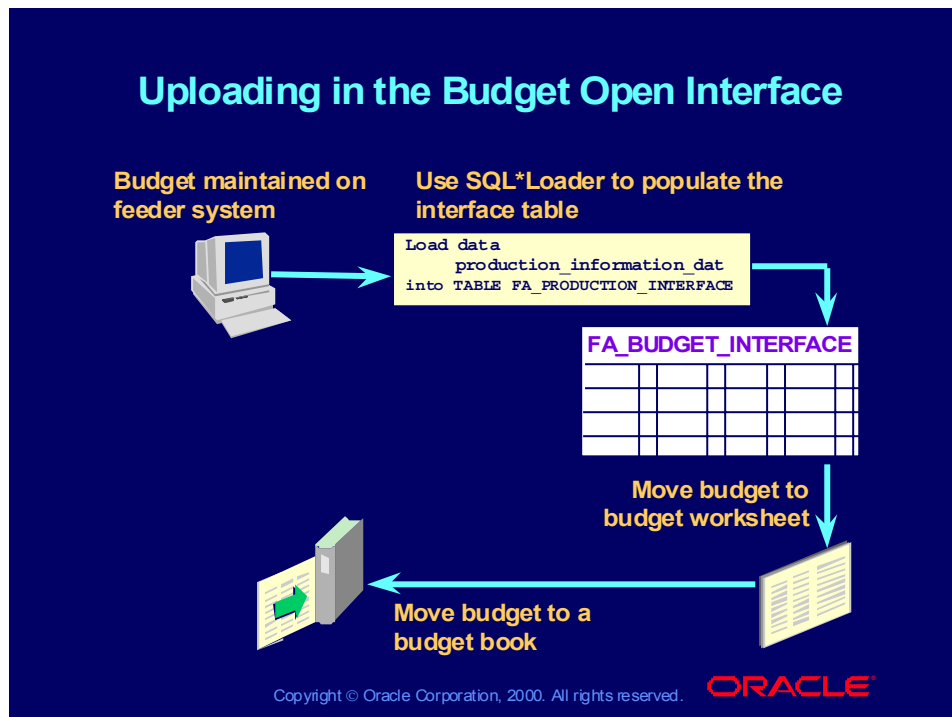 Uploading in the Budget Open Interface
Budget maintained on
feeder system
Use SQL*Loader to populate the
interface table
Load data
production_information_dat
into TABLE FA_PRODUCTION_INTERFACE
FA_BUDGET_INTERFACE
Move budget to
budget worksheet
Move budget to a
budget book
Copyright © Oracle Corporation, 2000. All rights reserved.
ORACLE®